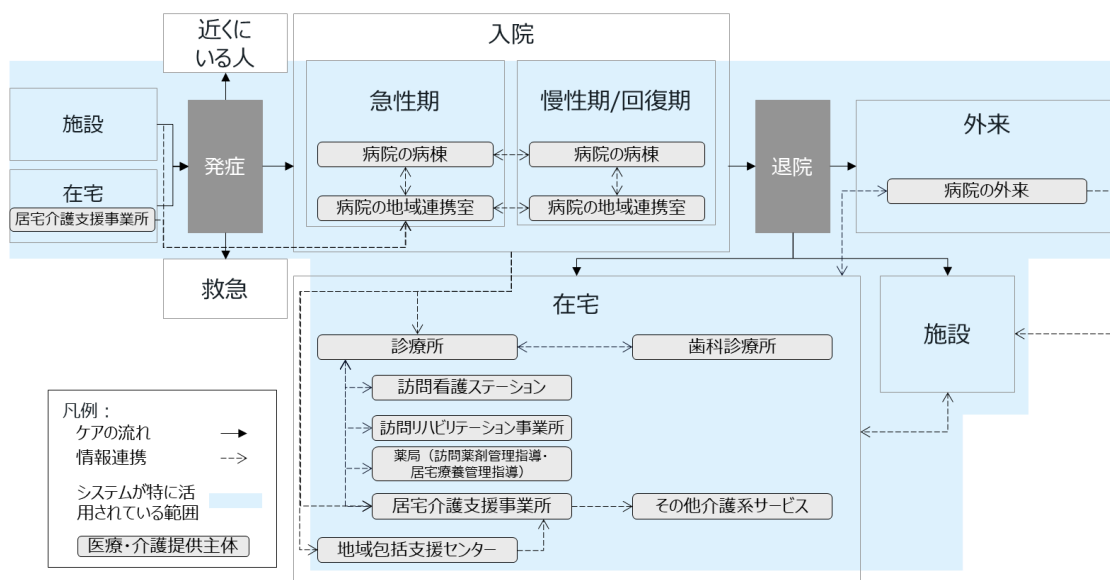 近くに
いる人
入院
急性期
慢性期/回復期
施設
発症
退院
外来
病院の病棟
病院の病棟
在宅
居宅介護支援事業所
病院の地域連携室
病院の地域連携室
病院の外来
救急
在宅
診療所
歯科診療所
施設
訪問看護ステーション
訪問リハビリテーション事業所
薬局（訪問薬剤管理指導・
居宅療養管理指導）
居宅介護支援事業所
その他介護系サービス
地域包括支援センター
凡例：
ケアの流れ
情報連携
システムが特に活
用されている範囲
医療・介護提供主体